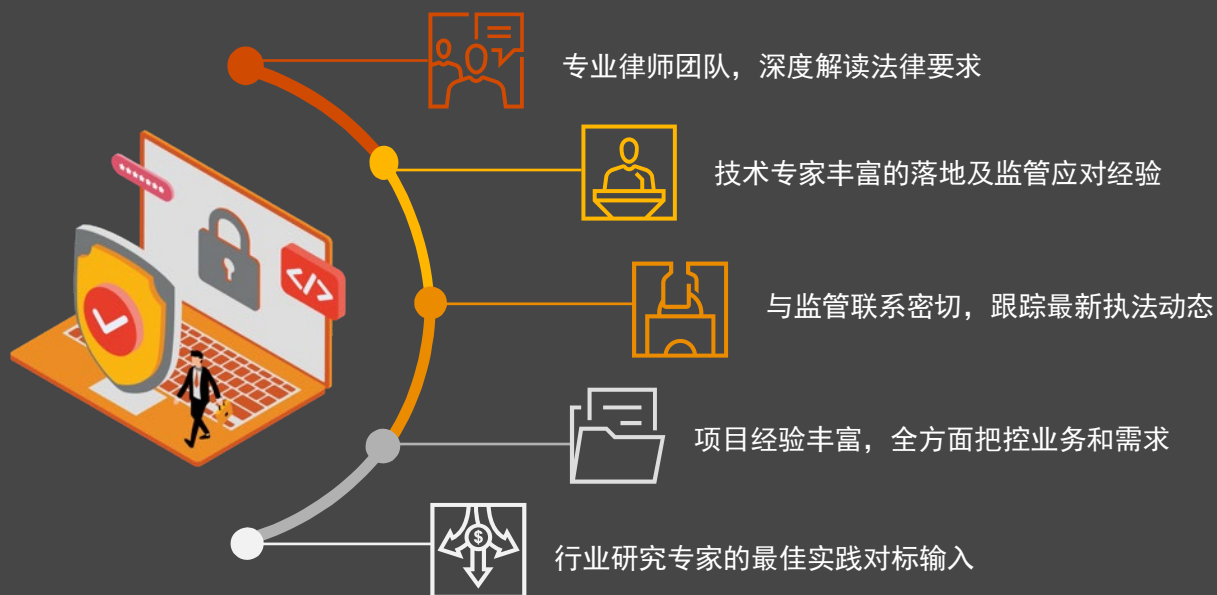 专业律师团队，深度解读法律要求
技术专家丰富的落地及监管应对经验
与监管联系密切，跟踪最新执法动态
项目经验丰富，全方面把控业务和需求
行业研究专家的最佳实践对标输入